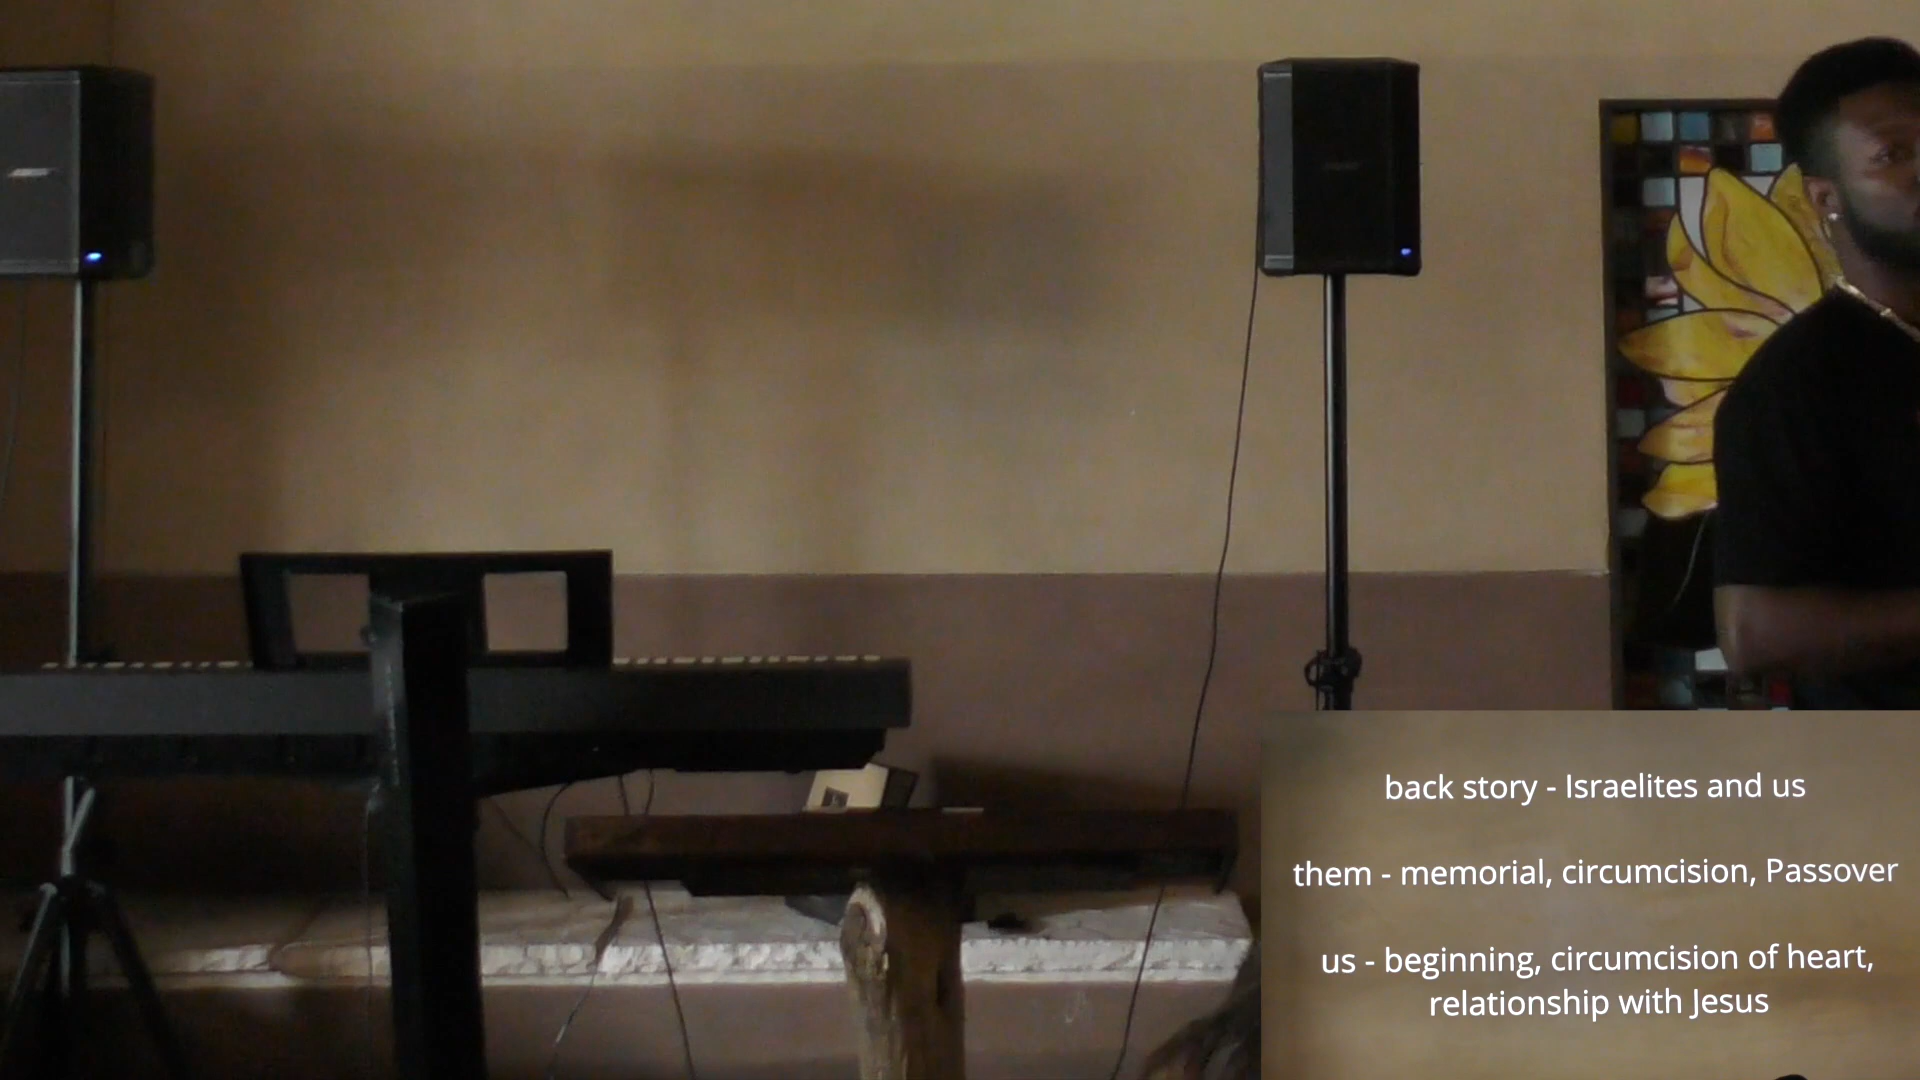 back story - Israelites and us
them - memorial, circumcision, Passover
us - beginning, circumcision of heart,
relationship with Jesus